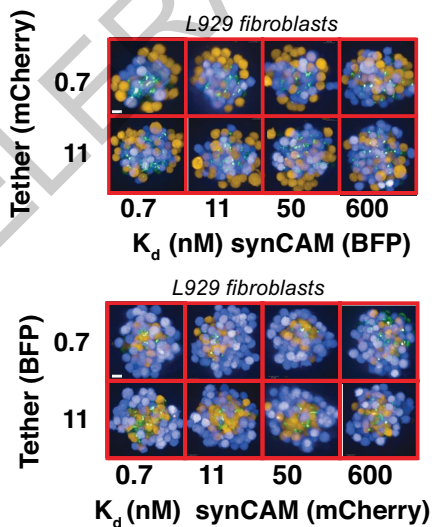 L929 fibroblasts
Tether (mCherry)
0.7
11
0.7 11 50 600
Kd (nM) synCAM (BFP)
L929 fibroblasts
Tether (BFP)
0.7
11
0.7 11 50 600
Kd (nM) synCAM (mCherry)